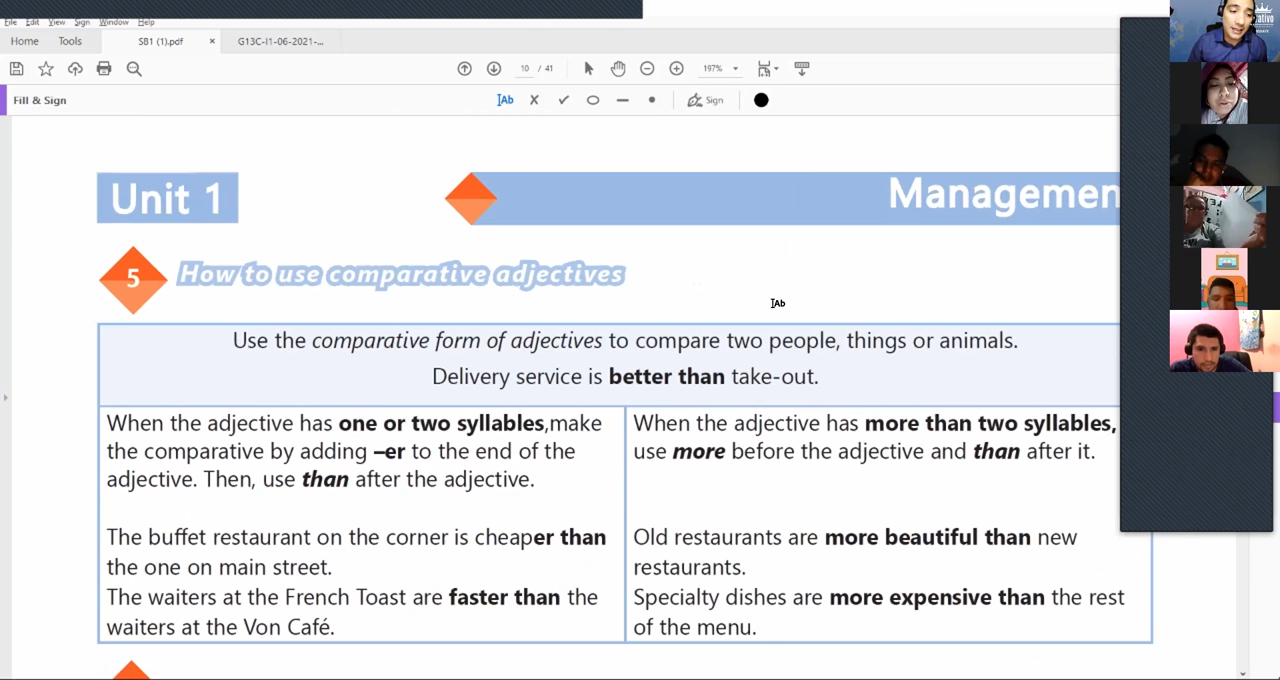 File Edit View Sign Window Help
Home Tools SB1 (1).pdf × G13C-I1-06-2021-...
10 / 41 197%
Fill & Sign IAb Sign
Unit 1 Managemen
5 How to use comparative adjectives
IAb
Use the comparative form of adjectives to compare two people, things or animals.
Delivery service is better than take-out.
When the adjective has one or two syllables,make
the comparative by adding –er to the end of the
adjective. Then, use than after the adjective.
The buffet restaurant on the corner is cheaper than
the one on main street.
The waiters at the French Toast are faster than the
waiters at the Von Café.
When the adjective has more than two syllables,
use more before the adjective and than after it.
Old restaurants are more beautiful than new
restaurants.
Specialty dishes are more expensive than the rest
of the menu.